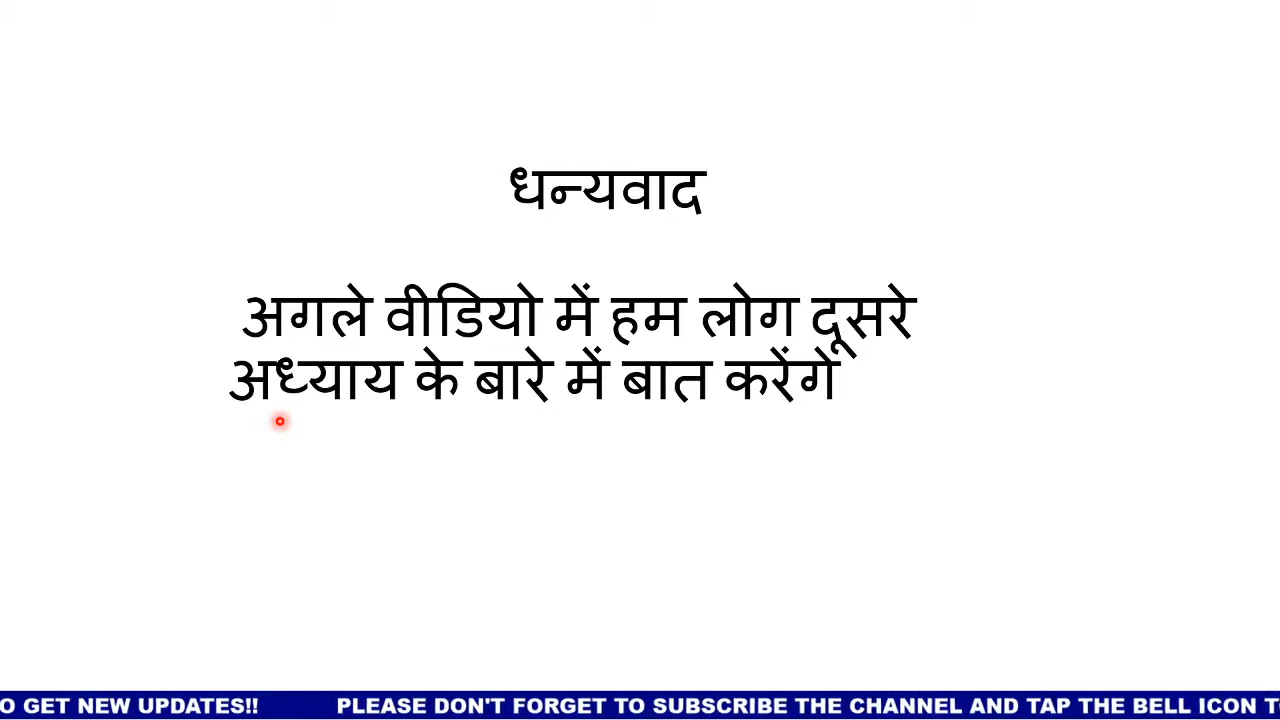 धन्यवाद
अगले वीडियो में हम लोग दूसरे
अध्याय के बारे में बात करेंगे
O GET NEW UPDATES!! PLEASE DON'T FORGET TO SUBSCRIBE THE CHANNEL AND TAP THE BELL ICON T